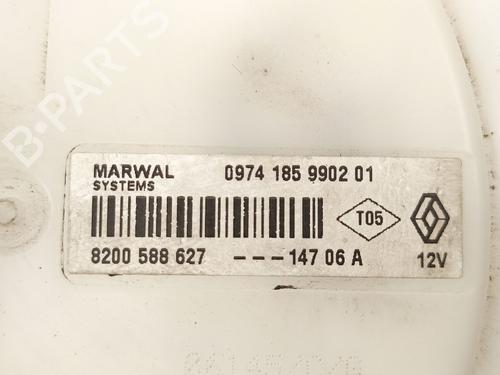 B-PARTS
MARWAL 0974 185 9902 01
SYSTEMS
T05
8200 588 627 --- 147 06 A 12V